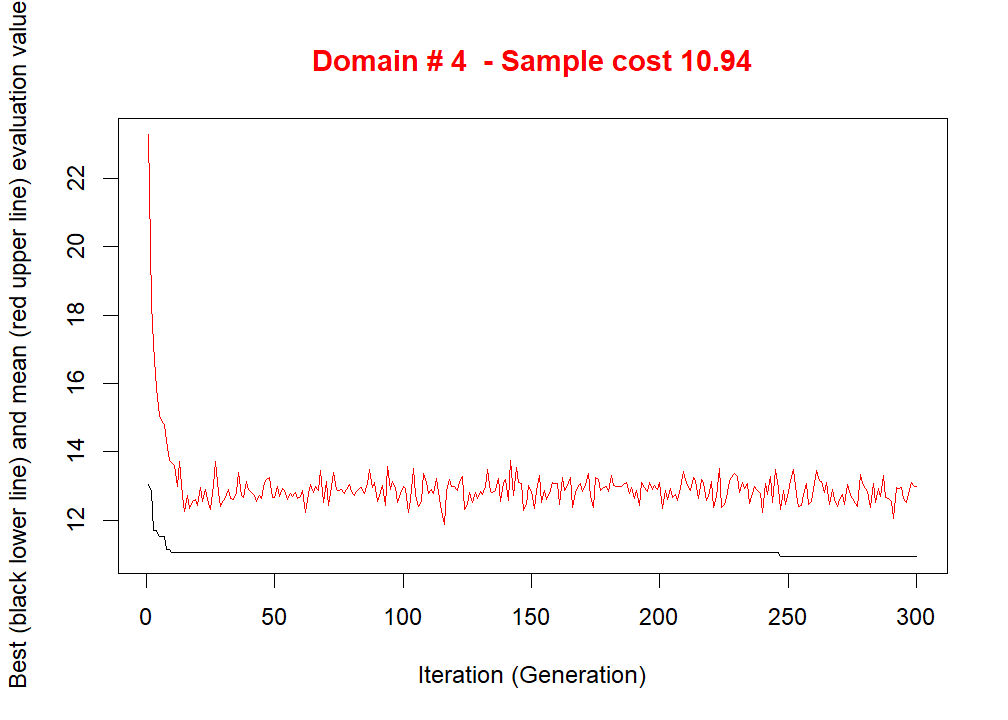 Domain # 4  - Sample cost 10.94
Best (black lower line) and mean (red upper line) evaluation value
22
20
18
16
14
12
0 50 100 150 200 250 300
Iteration (Generation)